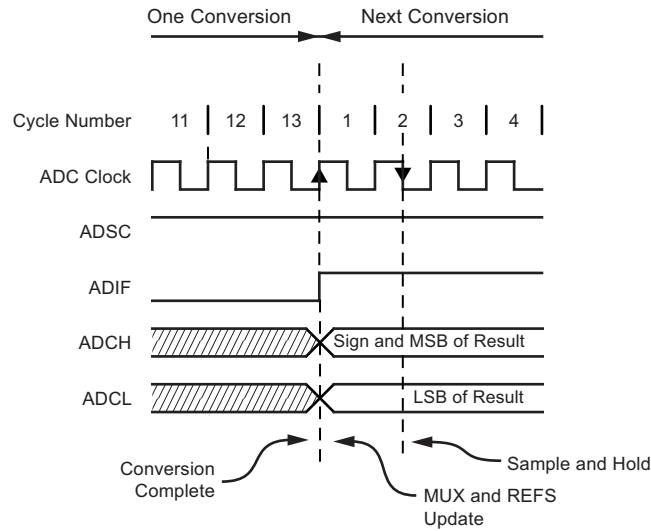 One Conversion Next Conversion
Cycle Number 11 12 13 1 2 3 4
ADC Clock
ADSC
ADIF
ADCH Sign and MSB of Result
ADCL LSB of Result
Conversion
Complete
MUX and REFS
Update
Sample and Hold